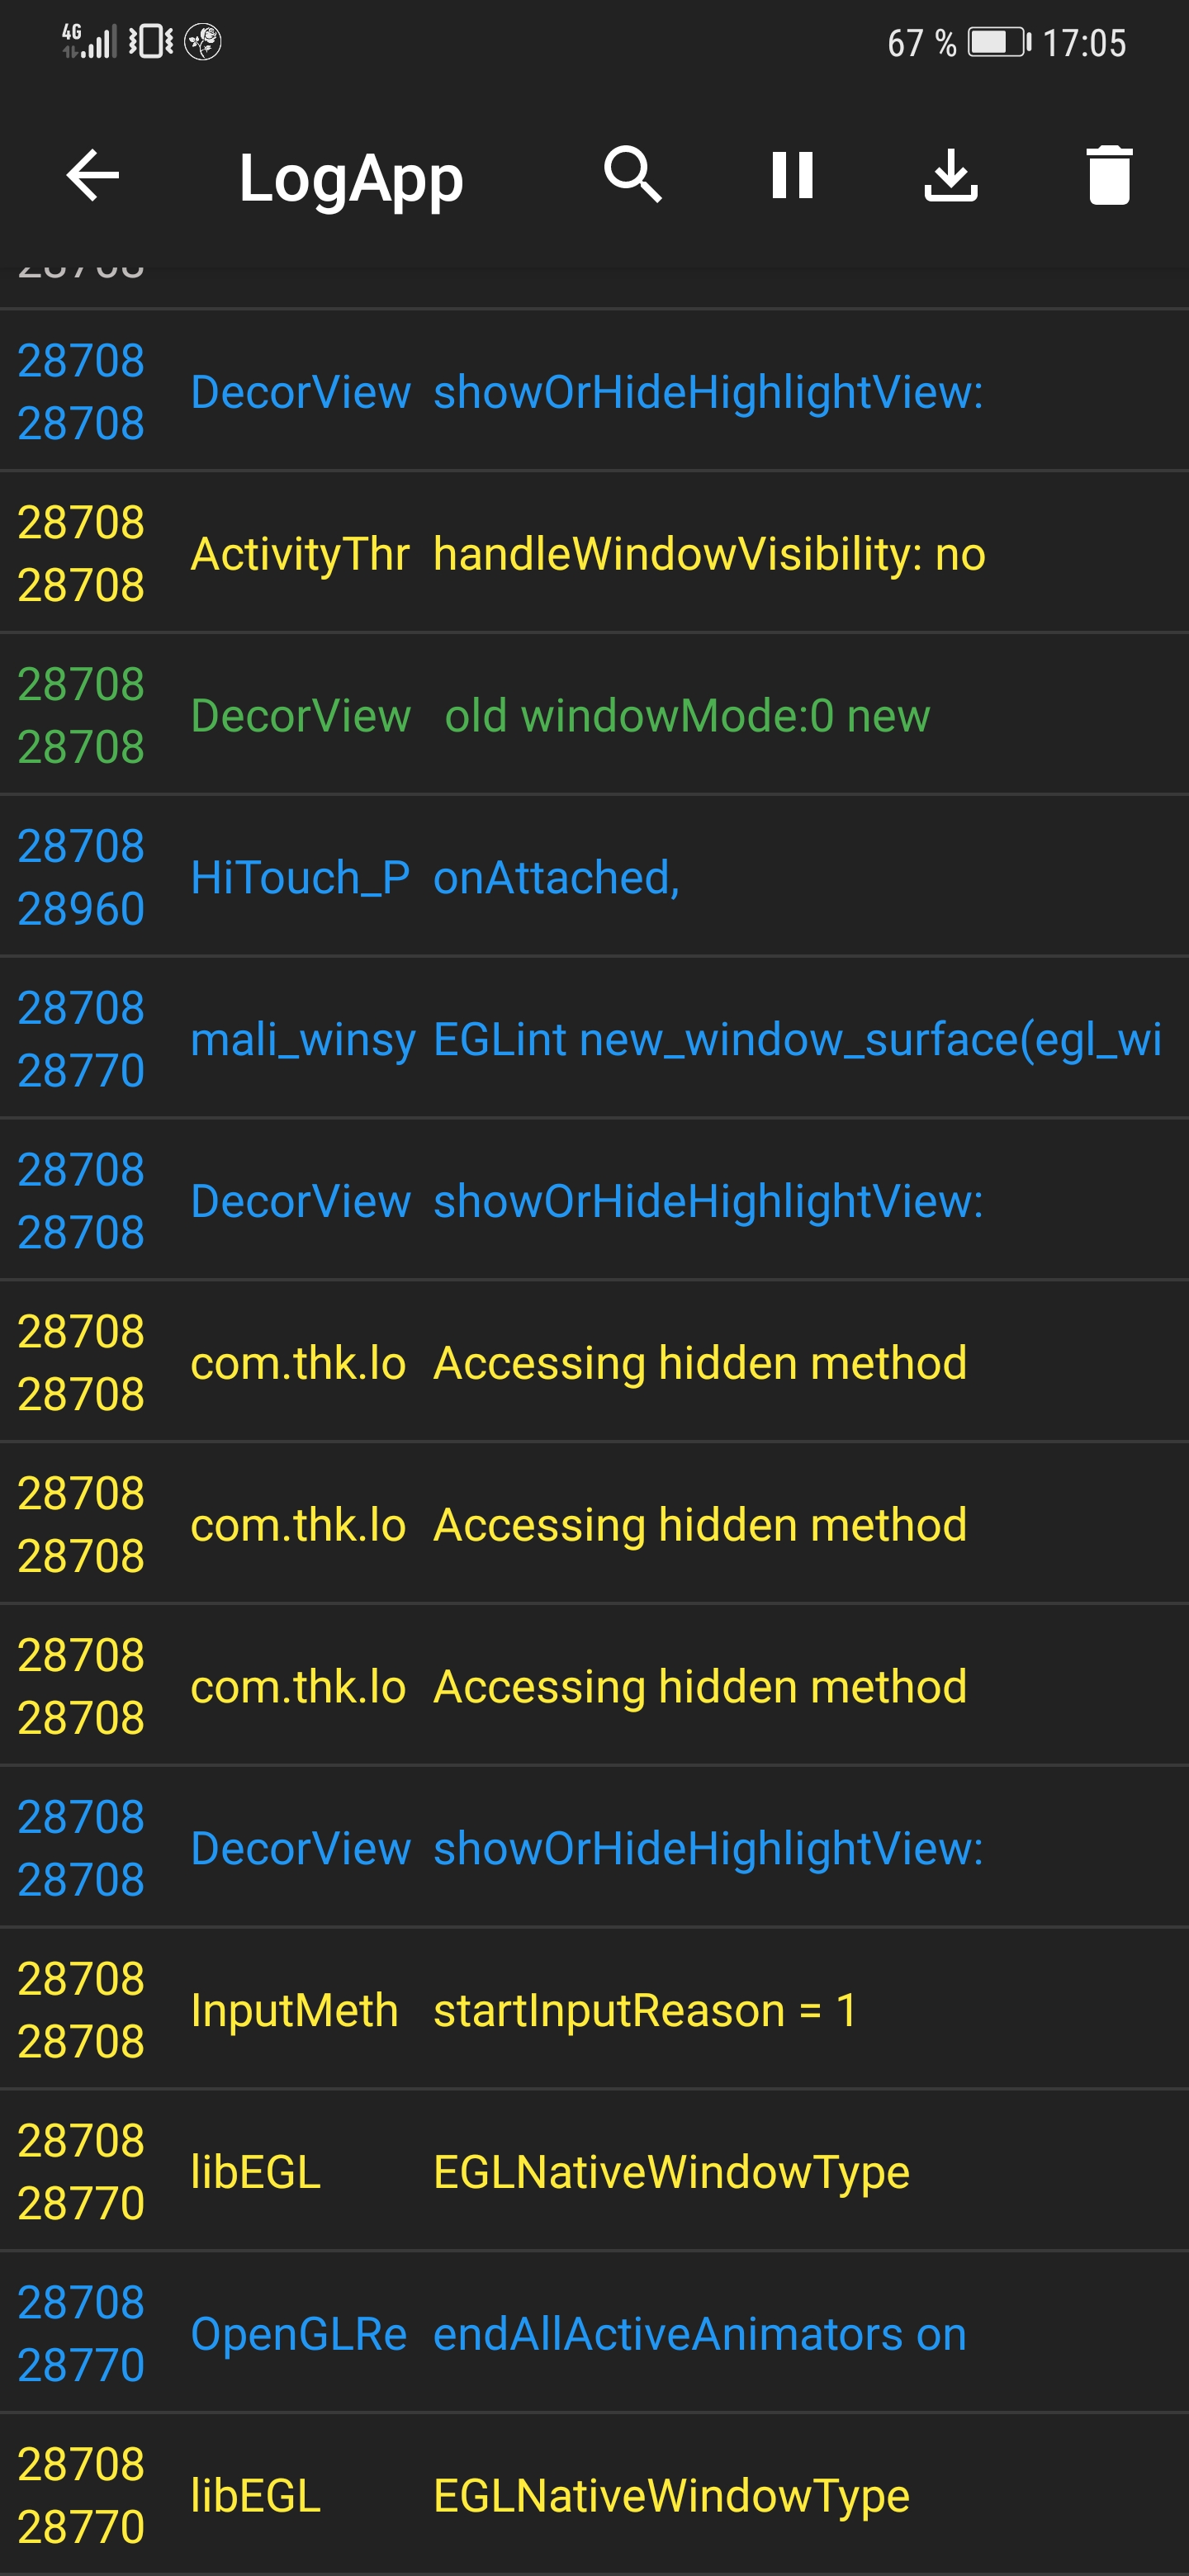 4G
67 %
17:05
LogApp
28708
28708
DecorView showOrHideHighlightView:
28708
28708
ActivityThr handleWindowVisibility: no
28708
28708
DecorView old windowMode:0 new
28708
28960
HiTouch_P onAttached,
28708
28770
mali_winsy EGLint new_window_surface(egl_wi
28708
28708
DecorView showOrHideHighlightView:
28708
28708
com.thk.lo Accessing hidden method
28708
28708
com.thk.lo Accessing hidden method
28708
28708
com.thk.lo Accessing hidden method
28708
28708
DecorView showOrHideHighlightView:
28708
28708
InputMeth startInputReason = 1
28708
28770
libEGL EGLNativeWindowType
28708
28770
OpenGLRe endAllActiveAnimators on
28708
28770
libEGL EGLNativeWindowType